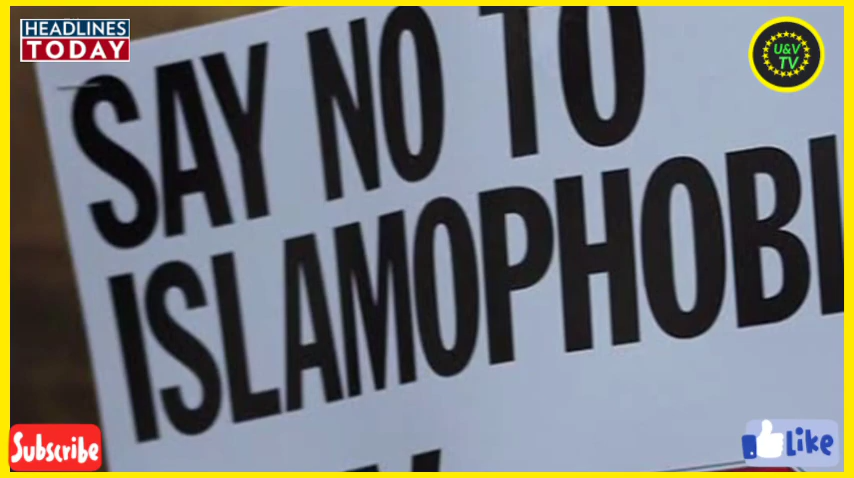 HEADLINES
TODAY
U&V
TV
SAY NO TO
ISLAMOPHOBI
Subscribe
Like